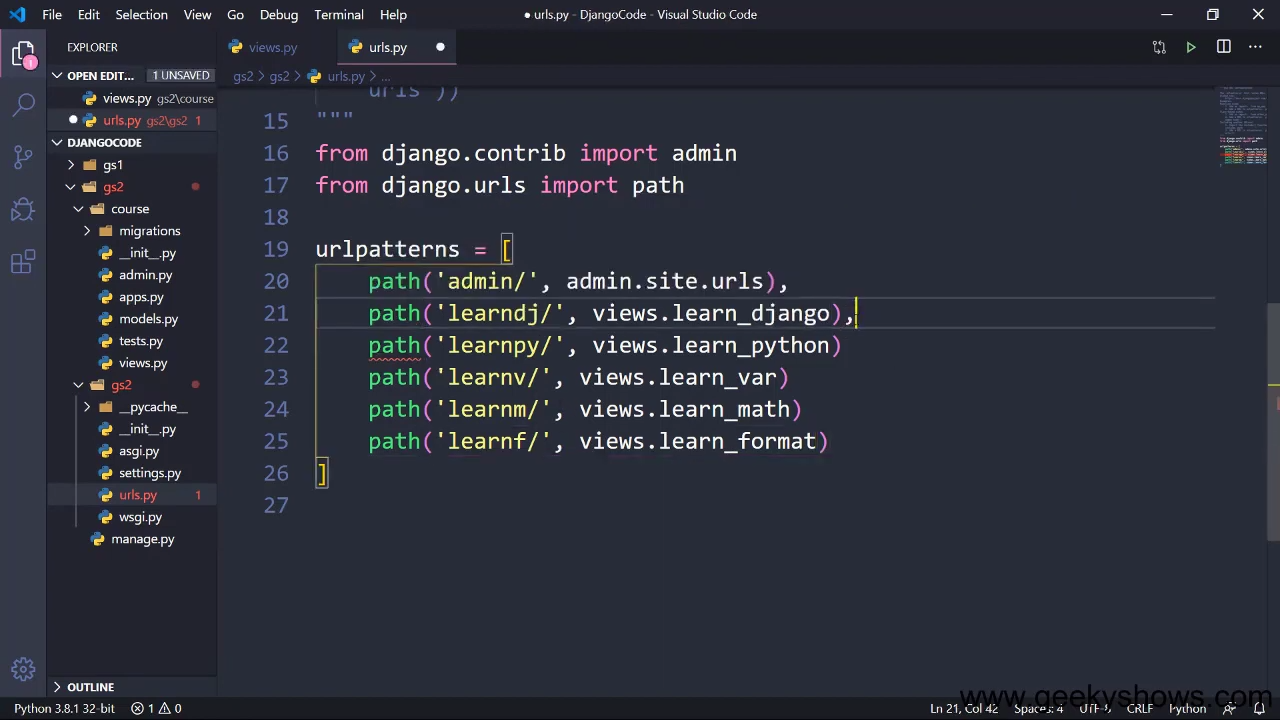 File Edit Selection View Go Debug Terminal Help
● urls.py - DjangoCode - Visual Studio Code
EXPLORER
views.py
urls.py ●
OPEN EDIT... 1 UNSAVED
gs2 > gs2 > urls.py > ...
views.py gs2\course
● urls.py gs2\gs2 1
DJANGOCODE
gs1
gs2
course
migrations
__init__.py
admin.py
apps.py
models.py
tests.py
views.py
gs2
__pycache__
__init__.py
asgi.py
settings.py
urls.py 1
wsgi.py
manage.py
OUTLINE
urls'))
15 """
16 from django.contrib import admin
17 from django.urls import path
18
19 urlpatterns = [
20 path('admin/', admin.site.urls),
21 path('learndj/', views.learn_django),
22 path('learnpy/', views.learn_python)
23 path('learnv/', views.learn_var)
24 path('learnm/', views.learn_math)
25 path('learnf/', views.learn_format)
26 ]
27
www.geekyshows.com
Python 3.8.1 32-bit 1 0 Ln 21, Col 42 Spaces: 4 UTF-8 CRLF Python
1